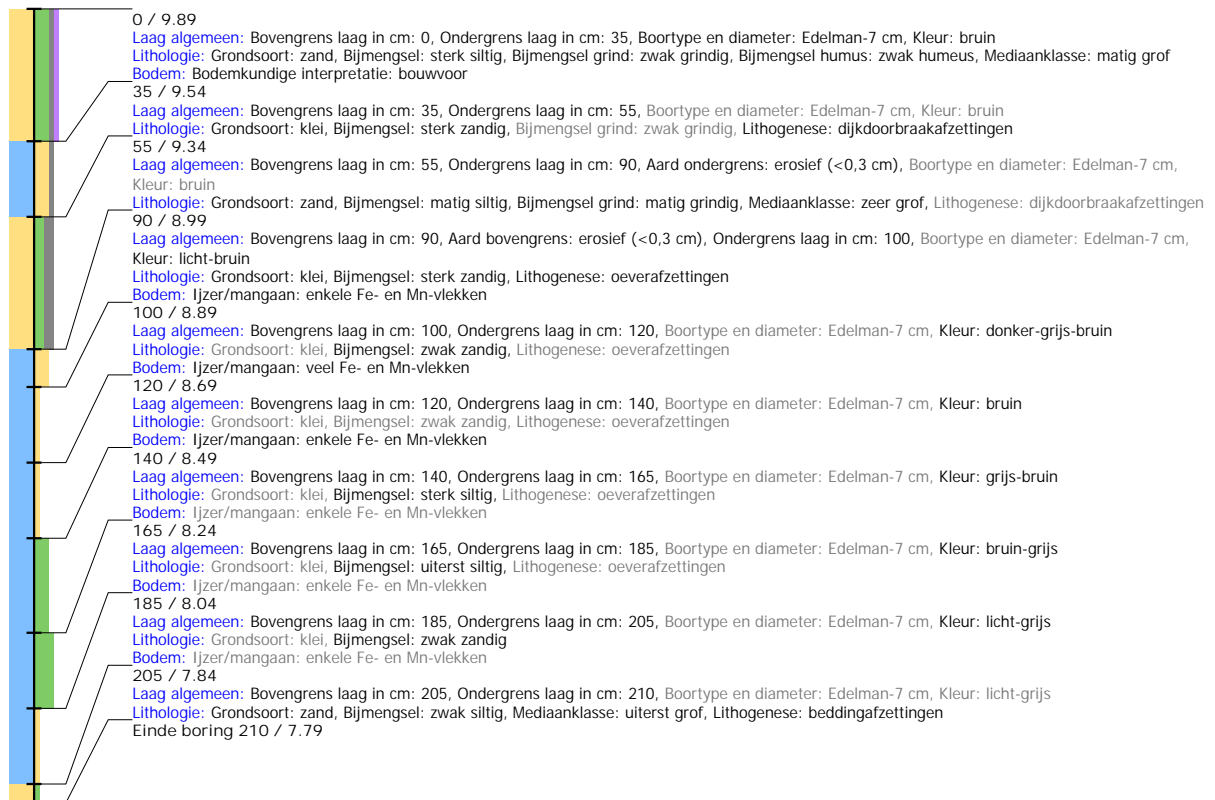 0 / 9.89
Laag algemeen: Bovengrens laag in cm: 0, Ondergrens laag in cm: 35, Boortype en diameter: Edelman-7 cm, Kleur: bruin
Lithologie: Grondsoort: zand, Bijmengsel: sterk siltig, Bijmengsel grind: zwak grindig, Bijmengsel humus: zwak humeus, Mediaanklasse: matig grof
Bodem: Bodemkundige interpretatie: bouwvoor
35 / 9.54
Laag algemeen: Bovengrens laag in cm: 35, Ondergrens laag in cm: 55, Boortype en diameter: Edelman-7 cm, Kleur: bruin
Lithologie: Grondsoort: klei, Bijmengsel: sterk zandig, Bijmengsel grind: zwak grindig, Lithogenese: dijkdoorbraakafzettingen
55 / 9.34
Laag algemeen: Bovengrens laag in cm: 55, Ondergrens laag in cm: 90, Aard ondergrens: erosief (<0,3 cm), Boortype en diameter: Edelman-7 cm,
Kleur: bruin
Lithologie: Grondsoort: zand, Bijmengsel: matig siltig, Bijmengsel grind: matig grindig, Mediaanklasse: zeer grof, Lithogenese: dijkdoorbraakafzettingen
90 / 8.99
Laag algemeen: Bovengrens laag in cm: 90, Aard bovengrens: erosief (<0,3 cm), Ondergrens laag in cm: 100, Boortype en diameter: Edelman-7 cm,
Kleur: licht-bruin
Lithologie: Grondsoort: klei, Bijmengsel: sterk zandig, Lithogenese: oeverafzettingen
Bodem: Ijzer/mangaan: enkele Fe- en Mn-vlekken
100 / 8.89
Laag algemeen: Bovengrens laag in cm: 100, Ondergrens laag in cm: 120, Boortype en diameter: Edelman-7 cm, Kleur: donker-grijs-bruin
Lithologie: Grondsoort: klei, Bijmengsel: zwak zandig, Lithogenese: oeverafzettingen
Bodem: Ijzer/mangaan: veel Fe- en Mn-vlekken
120 / 8.69
Laag algemeen: Bovengrens laag in cm: 120, Ondergrens laag in cm: 140, Boortype en diameter: Edelman-7 cm, Kleur: bruin
Lithologie: Grondsoort: klei, Bijmengsel: zwak zandig, Lithogenese: oeverafzettingen
Bodem: Ijzer/mangaan: enkele Fe- en Mn-vlekken
140 / 8.49
Laag algemeen: Bovengrens laag in cm: 140, Ondergrens laag in cm: 165, Boortype en diameter: Edelman-7 cm, Kleur: grijs-bruin
Lithologie: Grondsoort: klei, Bijmengsel: sterk siltig, Lithogenese: oeverafzettingen
Bodem: Ijzer/mangaan: enkele Fe- en Mn-vlekken
165 / 8.24
Laag algemeen: Bovengrens laag in cm: 165, Ondergrens laag in cm: 185, Boortype en diameter: Edelman-7 cm, Kleur: bruin-grijs
Lithologie: Grondsoort: klei, Bijmengsel: uiterst siltig, Lithogenese: oeverafzettingen
Bodem: Ijzer/mangaan: enkele Fe- en Mn-vlekken
185 / 8.04
Laag algemeen: Bovengrens laag in cm: 185, Ondergrens laag in cm: 205, Boortype en diameter: Edelman-7 cm, Kleur: licht-grijs
Lithologie: Grondsoort: klei, Bijmengsel: zwak zandig
Bodem: Ijzer/mangaan: enkele Fe- en Mn-vlekken
205 / 7.84
Laag algemeen: Bovengrens laag in cm: 205, Ondergrens laag in cm: 210, Boortype en diameter: Edelman-7 cm, Kleur: licht-grijs
Lithologie: Grondsoort: zand, Bijmengsel: zwak siltig, Mediaanklasse: uiterst grof, Lithogenese: beddingafzettingen
Einde boring 210 / 7.79